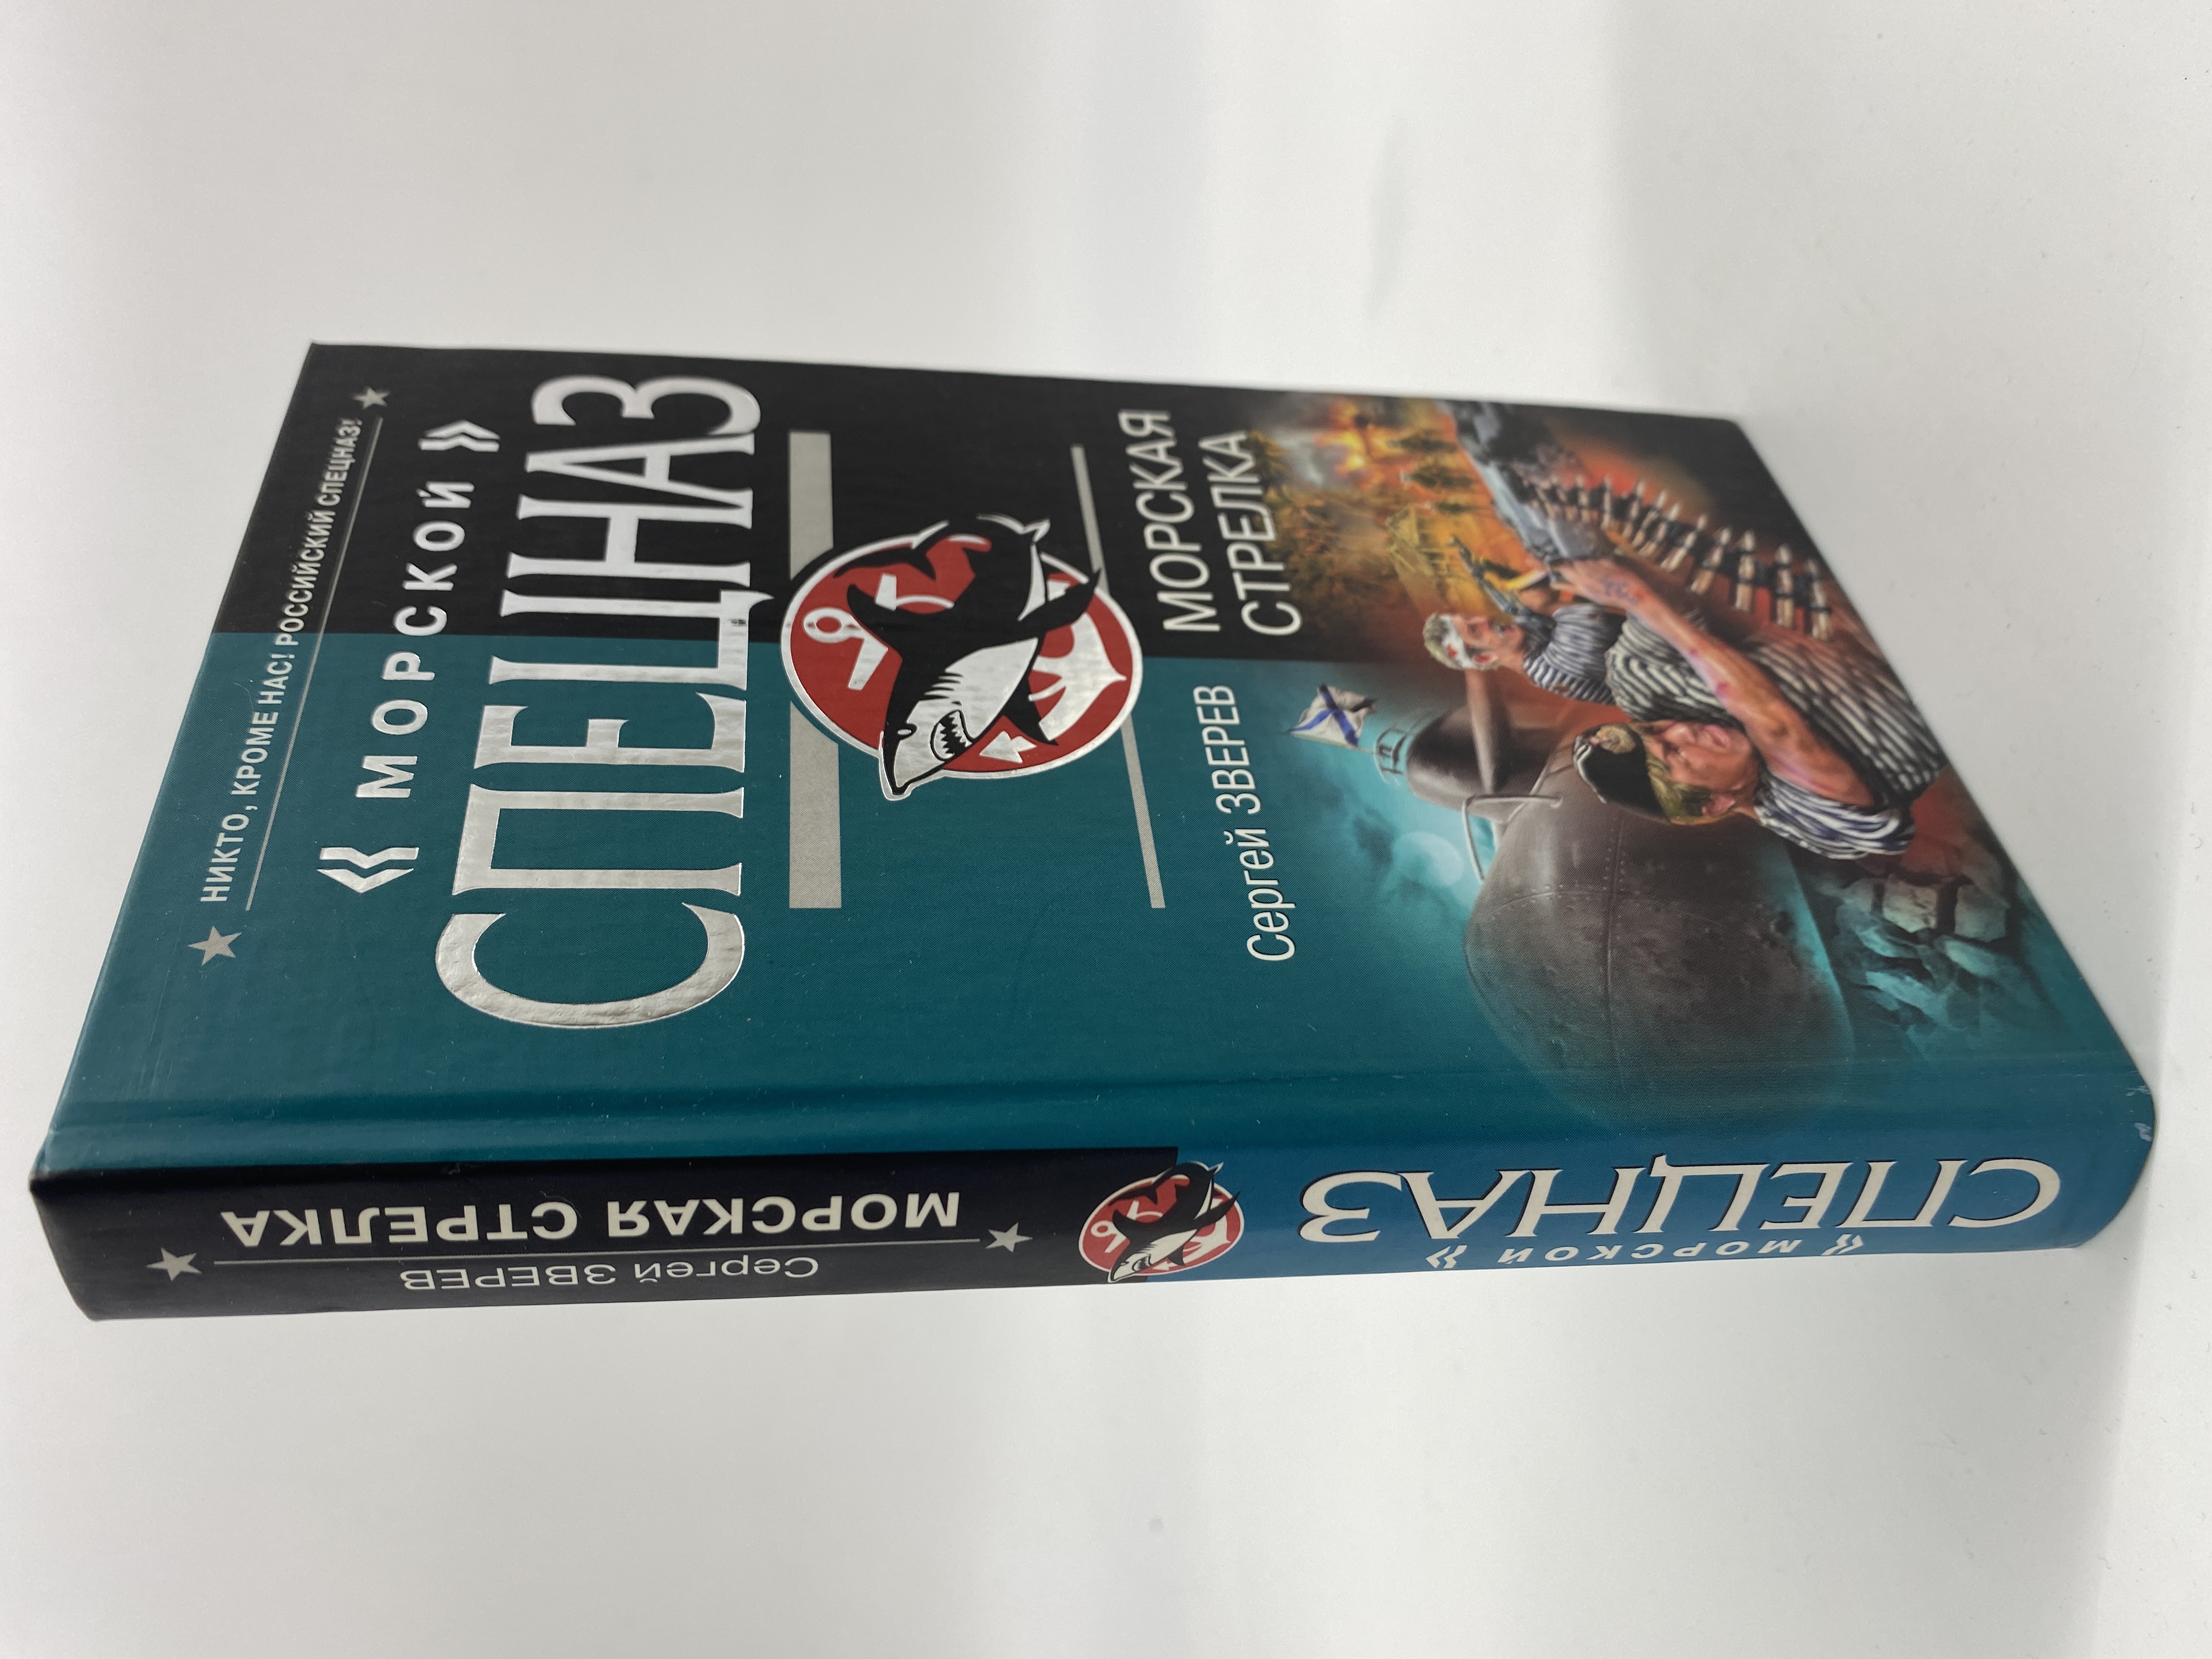 НИКТО, КРОМЕ НАС! РОССИЙСКИЙ СПЕЦНАЗ!
« МОРСКОЙ »
СПЕЦНАЗ
МОРСКАЯ
СТРЕЛКА
Сергей ЗВЕРЕВ
« МОРСКОЙ »
СПЕЦНАЗ
Сергей ЗВЕРЕВ
МОРСКАЯ СТРЕЛКА